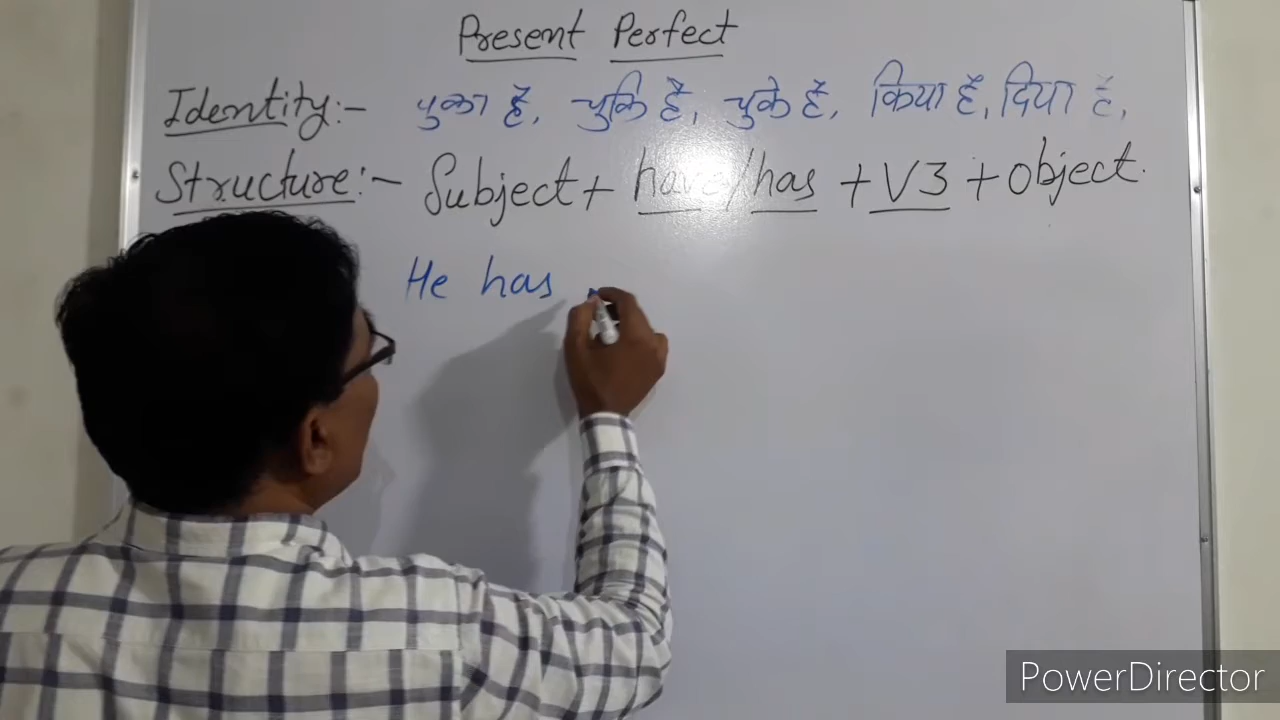 Present Perfect
Identity:- चुका है, चुकि है, चुके हैं, किया है, दिया है,
Structure:- Subject + have/has + V3 + object.
He has
PowerDirector